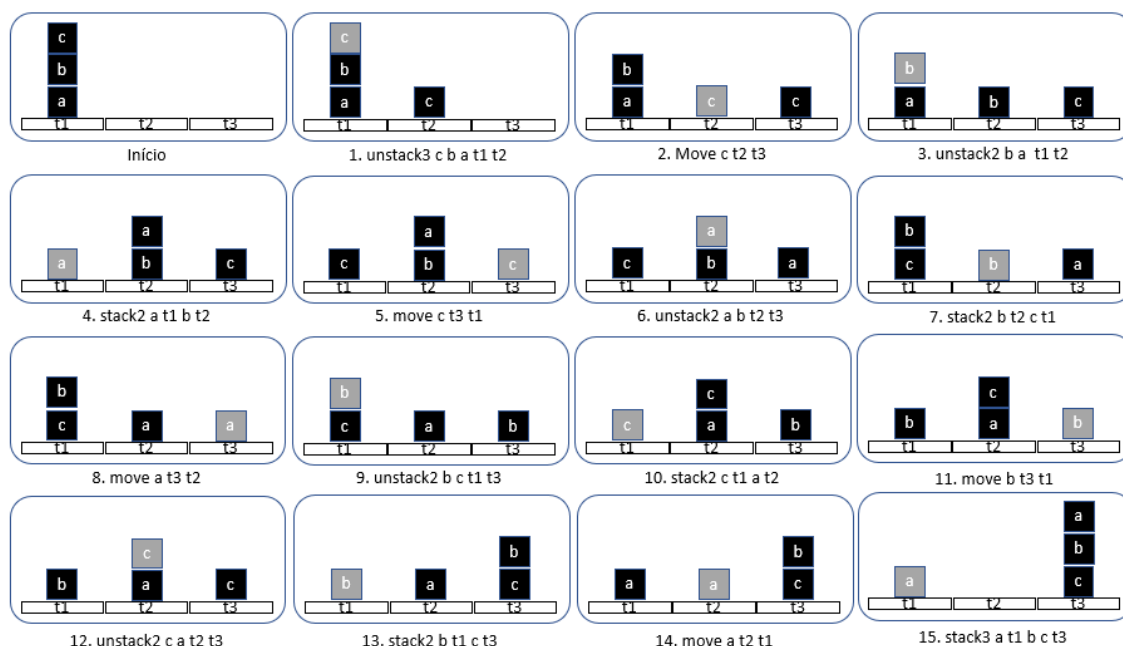 c c
b b b c c b
a a c a c a b c
t1 t2 t3 t1 t2 t3 t1 t2 t3 t1 t2 t3
Início 1. unstack3 c b a t1 t2 2. Move c t2 t3 3. unstack2 b a t1 t2
a a a b
a b c c b c c b a c b a
t1 t2 t3 t1 t2 t3 t1 t2 t3 t1 t2 t3
4. stack2 a t1 b t2 5. move c t3 t1 6. unstack2 a b t2 t3 7. stack2 b t2 c t1
b b c c
c a a c a b c a b b a b
t1 t2 t3 t1 t2 t3 t1 t2 t3 t1 t2 t3
8. move a t3 t2 9. unstack2 b c t1 t3 10. stack2 c t1 a t2 11. move b t3 t1
a
c b b b
b a c b a c a a c a c
t1 t2 t3 t1 t2 t3 t1 t2 t3 t1 t2 t3
12. unstack2 c a t2 t3 13. stack2 b t1 c t3 14. move a t2 t1 15. stack3 a t1 b c t3